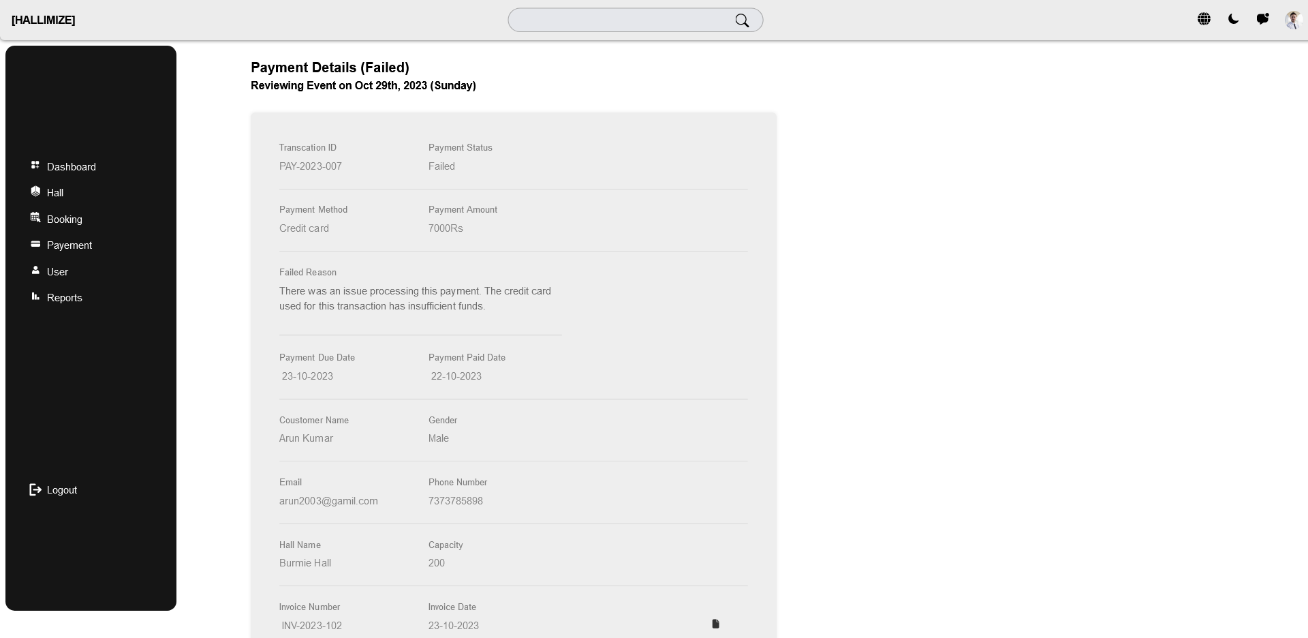 [HALLIMIZE]
Dashboard
Hall
Booking
Payement
User
Reports
Logout
Payment Details (Failed)
Reviewing Event on Oct 29th, 2023 (Sunday)
Transcation ID Payment Status
PAY-2023-007 Failed
Payment Method Payment Amount
Credit card 7000Rs
Failed Reason
There was an issue processing this payment. The credit card
used for this transaction has insufficient funds.
Payment Due Date Payment Paid Date
23-10-2023 22-10-2023
Coustomer Name Gender
Arun Kumar Male
Email Phone Number
arun2003@gamil.com 7373785898
Hall Name Capacity
Burmie Hall 200
Invoice Number Invoice Date
INV-2023-102 23-10-2023